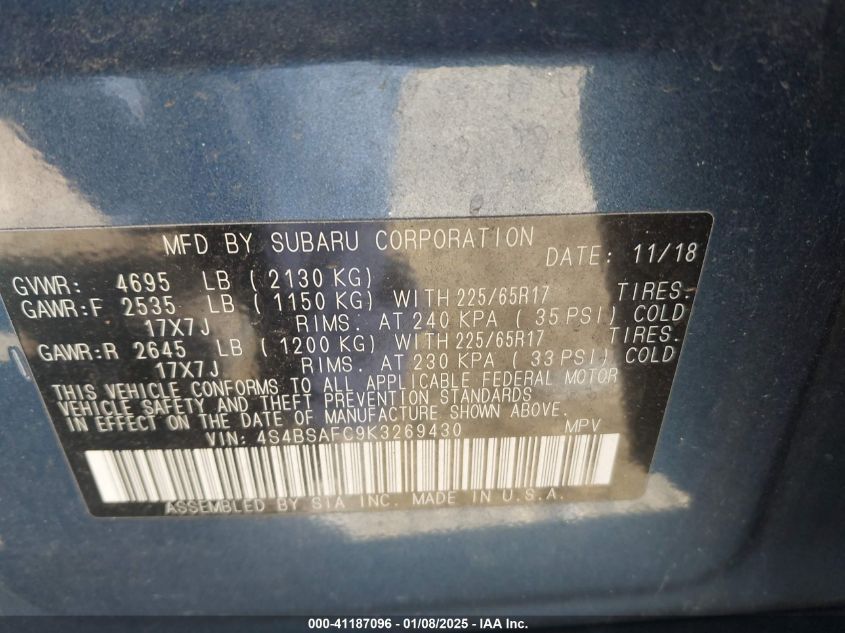 MFD BY SUBARU CORPORATION DATE: 11/18
GVWR: 4695 LB ( 2130 KG)
GAWR:F 2535 LB ( 1150 KG) WITH 225/65R17 TIRES.
17X7J RIMS. AT 240 KPA ( 35 PSI) COLD
GAWR:R 2645 LB ( 1200 KG) WITH 225/65R17 TIRES.
17X7J RIMS. AT 230 KPA ( 33 PSI) COLD
THIS VEHICLE CONFORMS TO ALL APPLICABLE FEDERAL MOTOR
VEHICLE SAFETY AND THEFT PREVENTION STANDARDS
IN EFFECT ON THE DATE OF MANUFACTURE SHOWN ABOVE.
VIN: 4S4BSAFC9K3269430 MPV
ASSEMBLED BY SIA INC. MADE IN U.S.A.
000-41187096 - 01/08/2025 - IAA Inc.